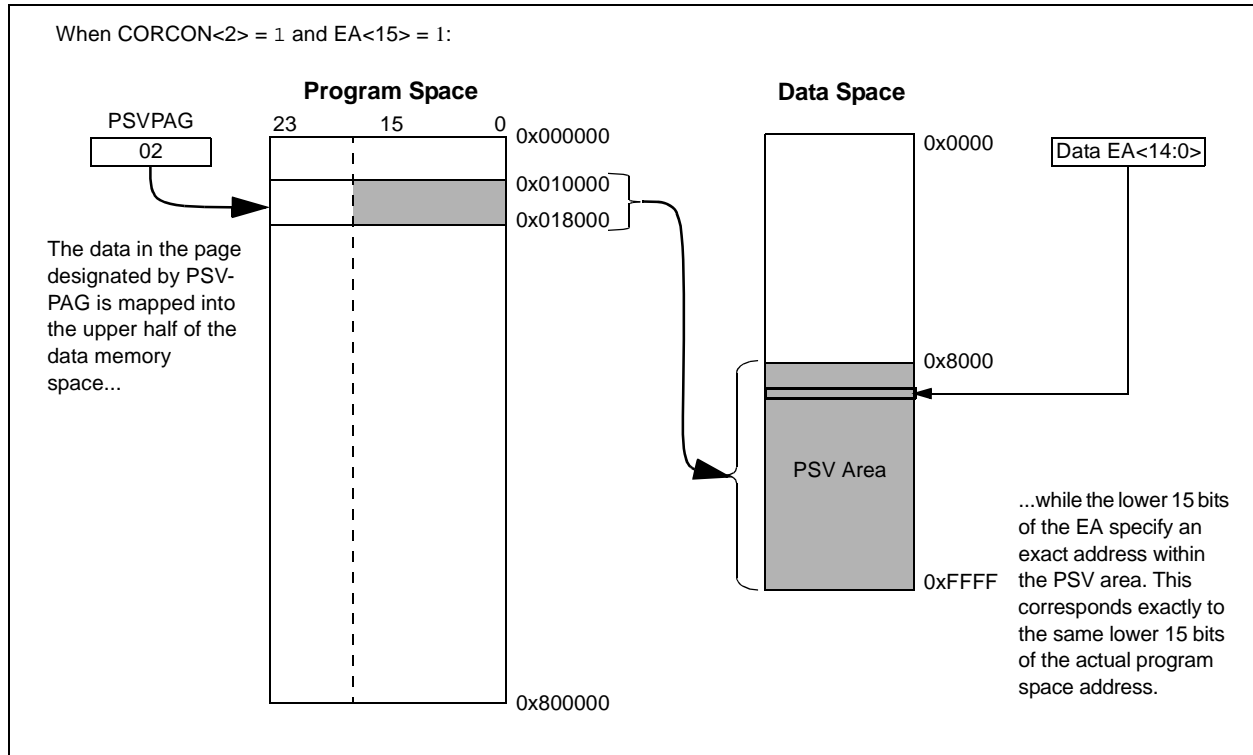 When CORCON<2> = 1 and EA<15> = 1:
Program Space
Data Space
PSVPAG
02
23 15 0
0x000000
0x010000
0x018000
0x800000
The data in the page
designated by PSV-
PAG is mapped into
the upper half of the
data memory
space...
0x0000
0x8000
0xFFFF
PSV Area
Data EA<14:0>
...while the lower 15 bits
of the EA specify an
exact address within
the PSV area. This
corresponds exactly to
the same lower 15 bits
of the actual program
space address.